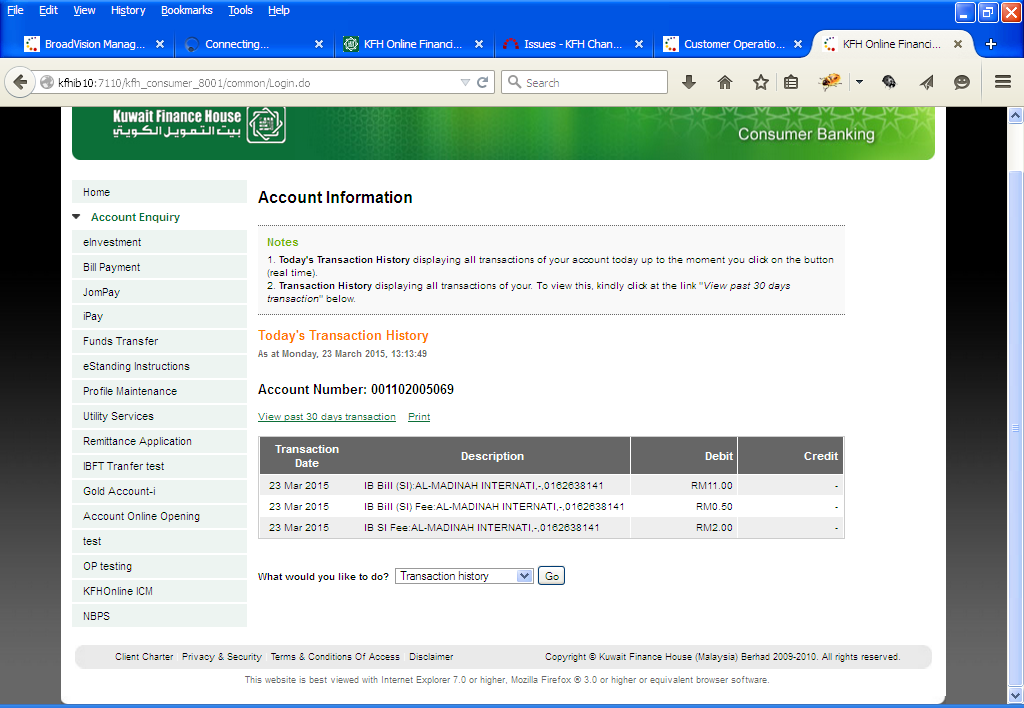 File Edit View History Bookmarks Tools Help
BroadVision Manag... Connecting... KFH Online Financi... Issues - KFH Chan... Customer Operatio... KFH Online Financi...
kfhib10:7110/kfh_consumer_8001/common/Login.do Search
Kuwait Finance House
بيت التمويل الكويتي
Consumer Banking
Home
Account Enquiry
eInvestment
Bill Payment
JomPay
iPay
Funds Transfer
eStanding Instructions
Profile Maintenance
Utility Services
Remittance Application
IBFT Tranfer test
Gold Account-i
Account Online Opening
test
OP testing
KFHOnline ICM
NBPS
Account Information
Notes
1. Today's Transaction History displaying all transactions of your account today up to the moment you click on the button
(real time).
2. Transaction History displaying all transactions of your. To view this, kindly click at the link "View past 30 days
transaction" below.
Today's Transaction History
As at Monday, 23 March 2015, 13:13:49
Account Number: 001102005069
View past 30 days transaction Print
Transaction Date Description Debit Credit
23 Mar 2015 IB Bill (SI):AL-MADINAH INTERNATI,-,0162638141 RM11.00 -
23 Mar 2015 IB Bill (SI) Fee:AL-MADINAH INTERNATI,-,0162638141 RM0.50 -
23 Mar 2015 IB SI Fee:AL-MADINAH INTERNATI,-,0162638141 RM2.00 -
What would you like to do? Transaction history Go
Client Charter Privacy & Security Terms & Conditions Of Access Disclaimer Copyright © Kuwait Finance House (Malaysia) Berhad 2009-2010. All rights reserved.
This website is best viewed with Internet Explorer 7.0 or higher, Mozilla Firefox ® 3.0 or higher or equivalent browser software.